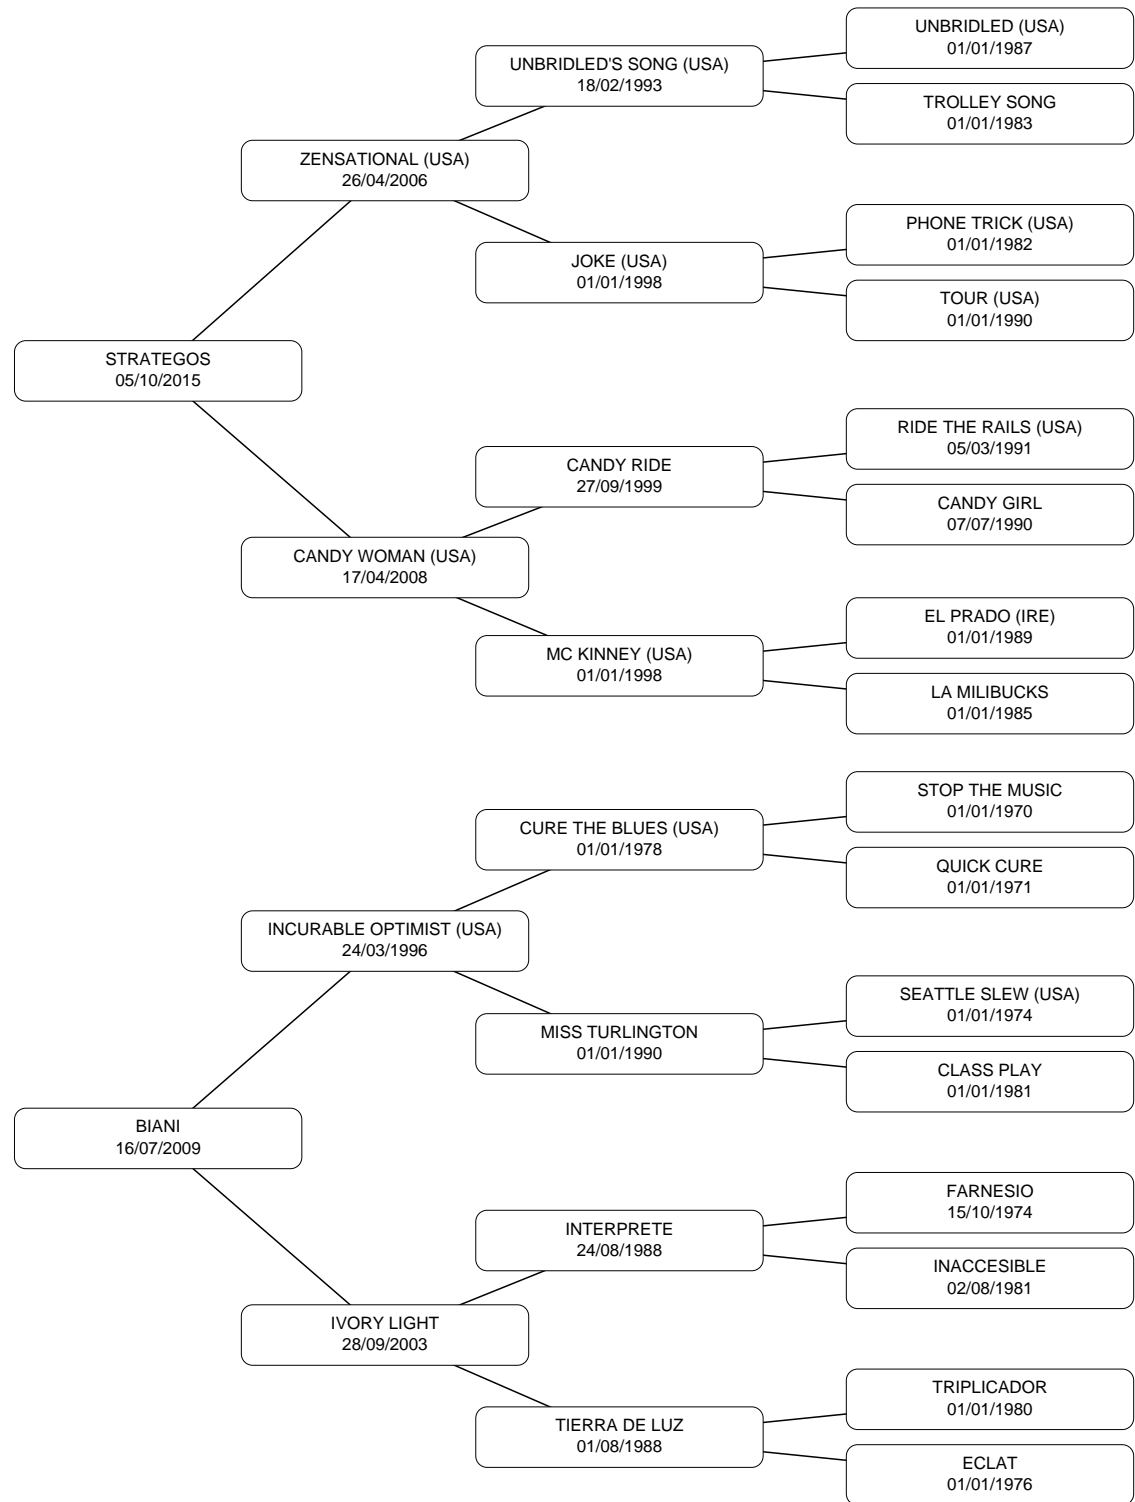 UNBRIDLED (USA)
01/01/1987
UNBRIDLED'S SONG (USA)
18/02/1993
TROLLEY SONG
01/01/1983
ZENSATIONAL (USA)
26/04/2006
PHONE TRICK (USA)
01/01/1982
JOKE (USA)
01/01/1998
TOUR (USA)
01/01/1990
STRATEGOS
05/10/2015
RIDE THE RAILS (USA)
05/03/1991
CANDY RIDE
27/09/1999
CANDY GIRL
07/07/1990
CANDY WOMAN (USA)
17/04/2008
EL PRADO (IRE)
01/01/1989
MC KINNEY (USA)
01/01/1998
LA MILIBUCKS
01/01/1985
STOP THE MUSIC
01/01/1970
CURE THE BLUES (USA)
01/01/1978
QUICK CURE
01/01/1971
INCURABLE OPTIMIST (USA)
24/03/1996
SEATTLE SLEW (USA)
01/01/1974
MISS TURLINGTON
01/01/1990
CLASS PLAY
01/01/1981
BIANI
16/07/2009
FARNESIO
15/10/1974
INTERPRETE
24/08/1988
INACCESIBLE
02/08/1981
IVORY LIGHT
28/09/2003
TRIPLICADOR
01/01/1980
TIERRA DE LUZ
01/08/1988
ECLAT
01/01/1976